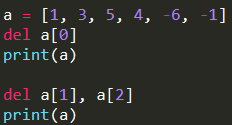 a = [1, 3, 5, 4, -6, -1]
del a[0]
print(a)
del a[1], a[2]
print(a)